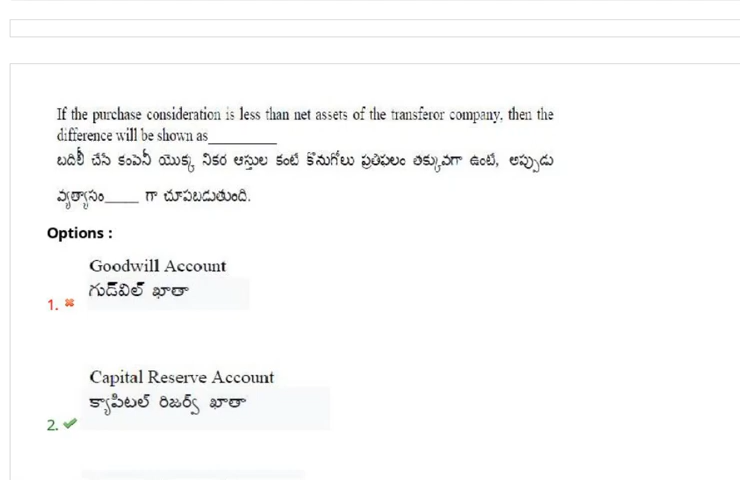 If the purchase consideration is less than net assets of the transferor company, then the
difference will be shown as__________
బదిలీ చేసే కంపెనీ యొక్క నికర ఆస్తుల కంటే కొనుగోలు ప్రతిఫలం తక్కువగా ఉంటే, అప్పుడు
వ్యత్యాసం_____ గా చూపబడుతుంది.
Options :
Goodwill Account
గుడ్‌విల్ ఖాతా
1.
Capital Reserve Account
క్యాపిటల్ రిజర్వ్ ఖాతా
2.